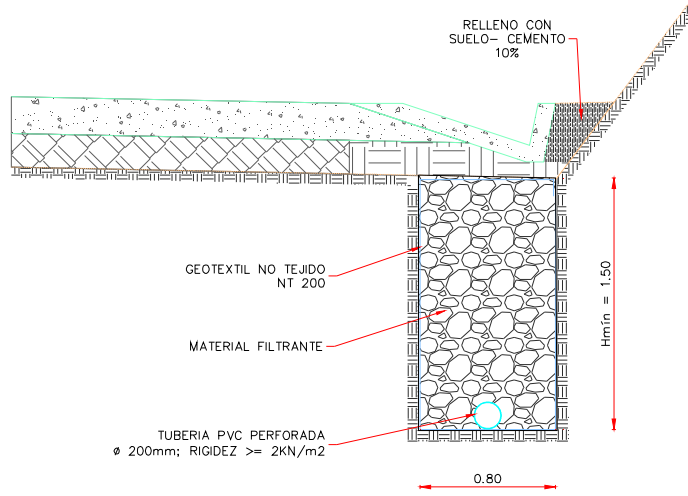 RELLENO CON
SUELO- CEMENTO
10%
GEOTEXTIL NO TEJIDO
NT 200
Hmín = 1.50
MATERIAL FILTRANTE
TUBERIA PVC PERFORADA
ø 200mm; RIGIDEZ >= 2KN/m2
0.80